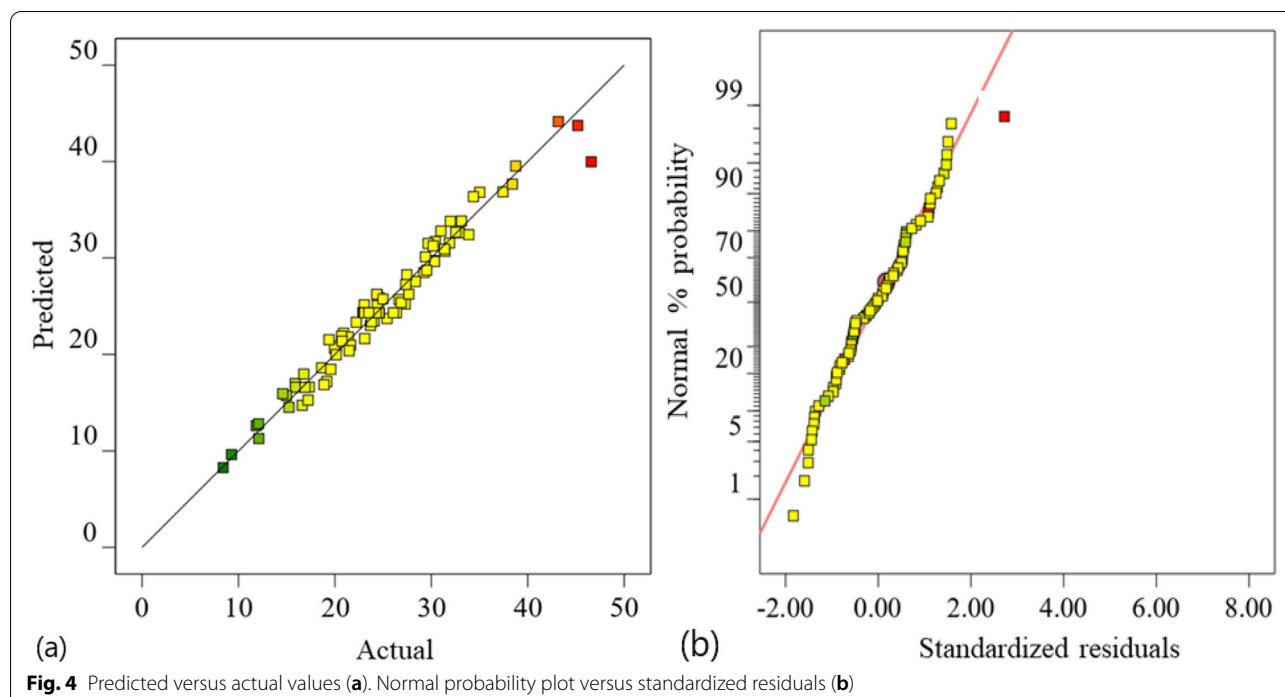 50
40
30
20
10
0
Predicted
0 10 20 30 40 50
Actual
(a)
99
90
70
50
20
5
1
Normal % probability
-2.00 0.00 2.00 4.00 6.00 8.00
Standardized residuals
(b)
Fig. 4 Predicted versus actual values (a). Normal probability plot versus standardized residuals (b)